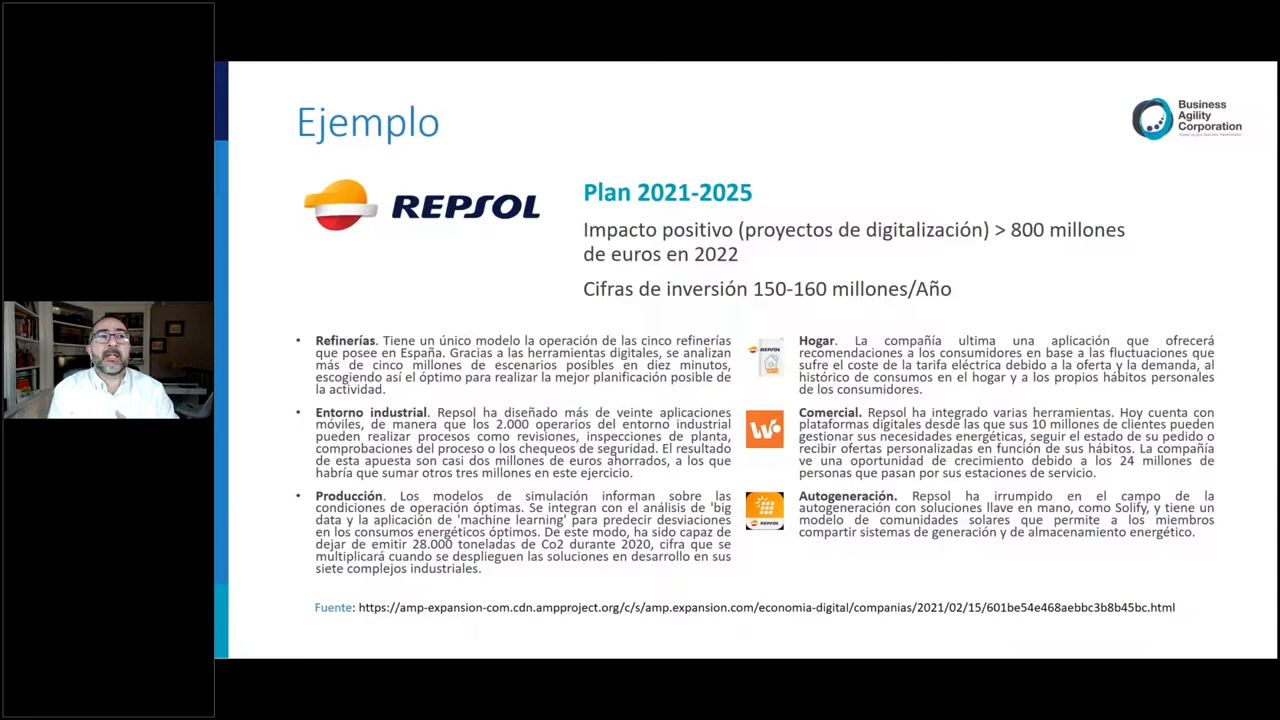 Ejemplo
Business
Agility
Corporation
REPSOL
Plan 2021-2025
Impacto positivo (proyectos de digitalización) > 800 millones
de euros en 2022
Cifras de inversión 150-160 millones/Año
• Refinerías. Tiene un único modelo la operación de las cinco refinerías
que posee en España. Gracias a las herramientas digitales, se analizan
más de cinco millones de escenarios posibles en diez minutos,
escogiendo así el óptimo para realizar la mejor planificación posible de
la actividad.
• Entorno industrial. Repsol ha diseñado más de veinte aplicaciones
móviles, de manera que los 2.000 operarios del entorno industrial
pueden realizar procesos como revisiones, inspecciones de planta,
comprobaciones del proceso o los chequeos de seguridad. El resultado
de esta apuesta son casi dos millones de euros ahorrados, a los que
habría que sumar otros tres millones en este ejercicio.
• Producción. Los modelos de simulación informan sobre las
condiciones de operación óptimas. Se integran con el análisis de 'big
data y la aplicación de 'machine learning' para predecir desviaciones
en los consumos energéticos óptimos. De este modo, ha sido capaz de
dejar de emitir 28.000 toneladas de Co2 durante 2020, cifra que se
multiplicará cuando se desplieguen las soluciones en desarrollo en sus
siete complejos industriales.
REPSOL
Hogar. La compañía ultima una aplicación que ofrecerá
recomendaciones a los consumidores en base a las fluctuaciones que
sufre el coste de la tarifa eléctrica debido a la oferta y la demanda, al
histórico de consumos en el hogar y a los propios hábitos personales
de los consumidores.
Comercial. Repsol ha integrado varias herramientas. Hoy cuenta con
plataformas digitales desde las que sus 10 millones de clientes pueden
gestionar sus necesidades energéticas, seguir el estado de su pedido o
recibir ofertas personalizadas en función de sus hábitos. La compañía
ve una oportunidad de crecimiento debido a los 24 millones de
personas que pasan por sus estaciones de servicio.
REPSOL
Autogeneración. Repsol ha irrumpido en el campo de la
autogeneración con soluciones llave en mano, como Solify, y tiene un
modelo de comunidades solares que permite a los miembros
compartir sistemas de generación y de almacenamiento energético.
Fuente: https://amp-expansion-com.cdn.ampproject.org/c/s/amp.expansion.com/economia-digital/companias/2021/02/15/601be54e468aebbc3b8b45bc.html